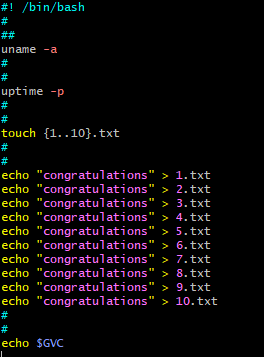 #! /bin/bash
#
##
uname -a
#
#
uptime -p
#
#
touch {1..10}.txt
#
#
echo "congratulations" > 1.txt
echo "congratulations" > 2.txt
echo "congratulations" > 3.txt
echo "congratulations" > 4.txt
echo "congratulations" > 5.txt
echo "congratulations" > 6.txt
echo "congratulations" > 7.txt
echo "congratulations" > 8.txt
echo "congratulations" > 9.txt
echo "congratulations" > 10.txt
#
#
echo $GVC